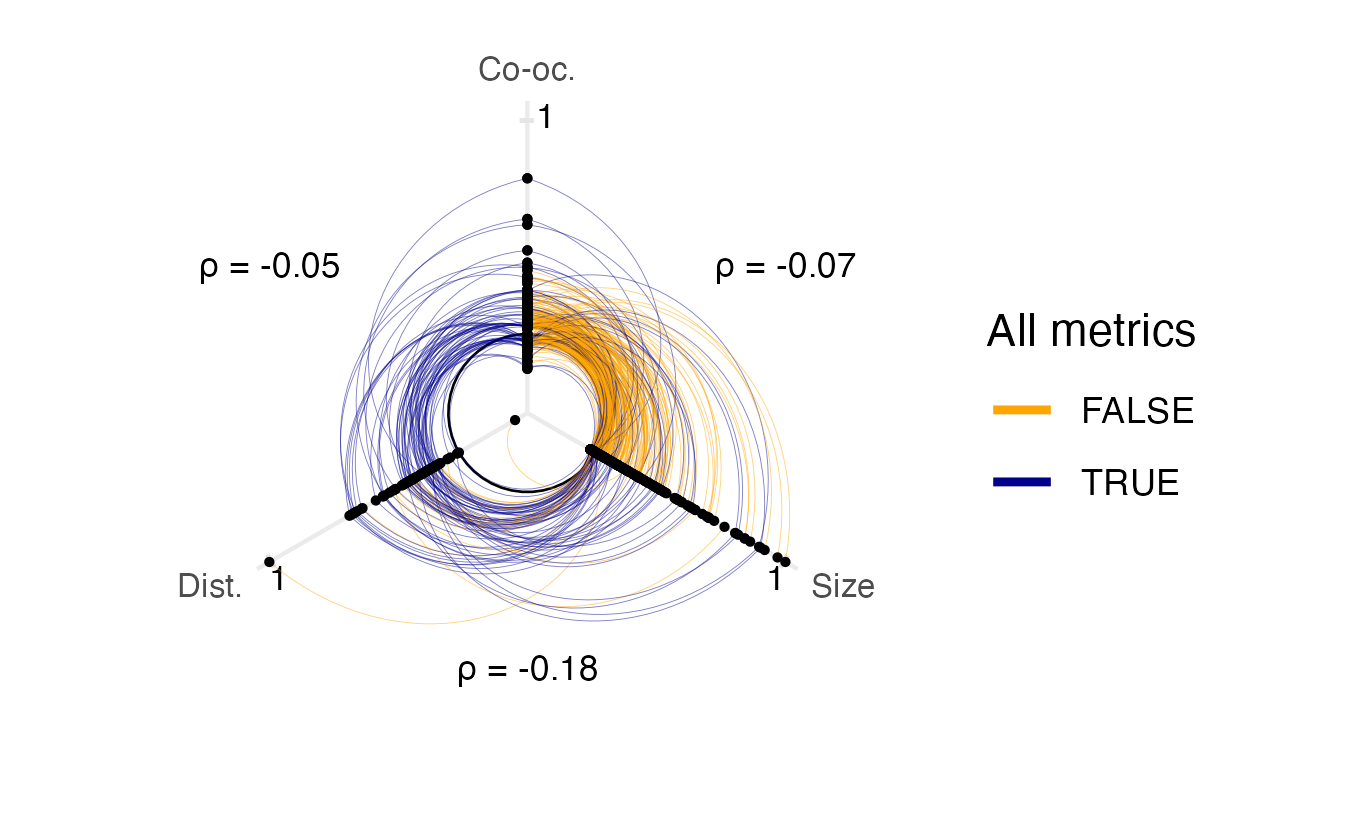 Co-oc.
1
ρ = -0.05
ρ = -0.07
All metrics
FALSE
TRUE
Dist.
1
1
Size
ρ = -0.18